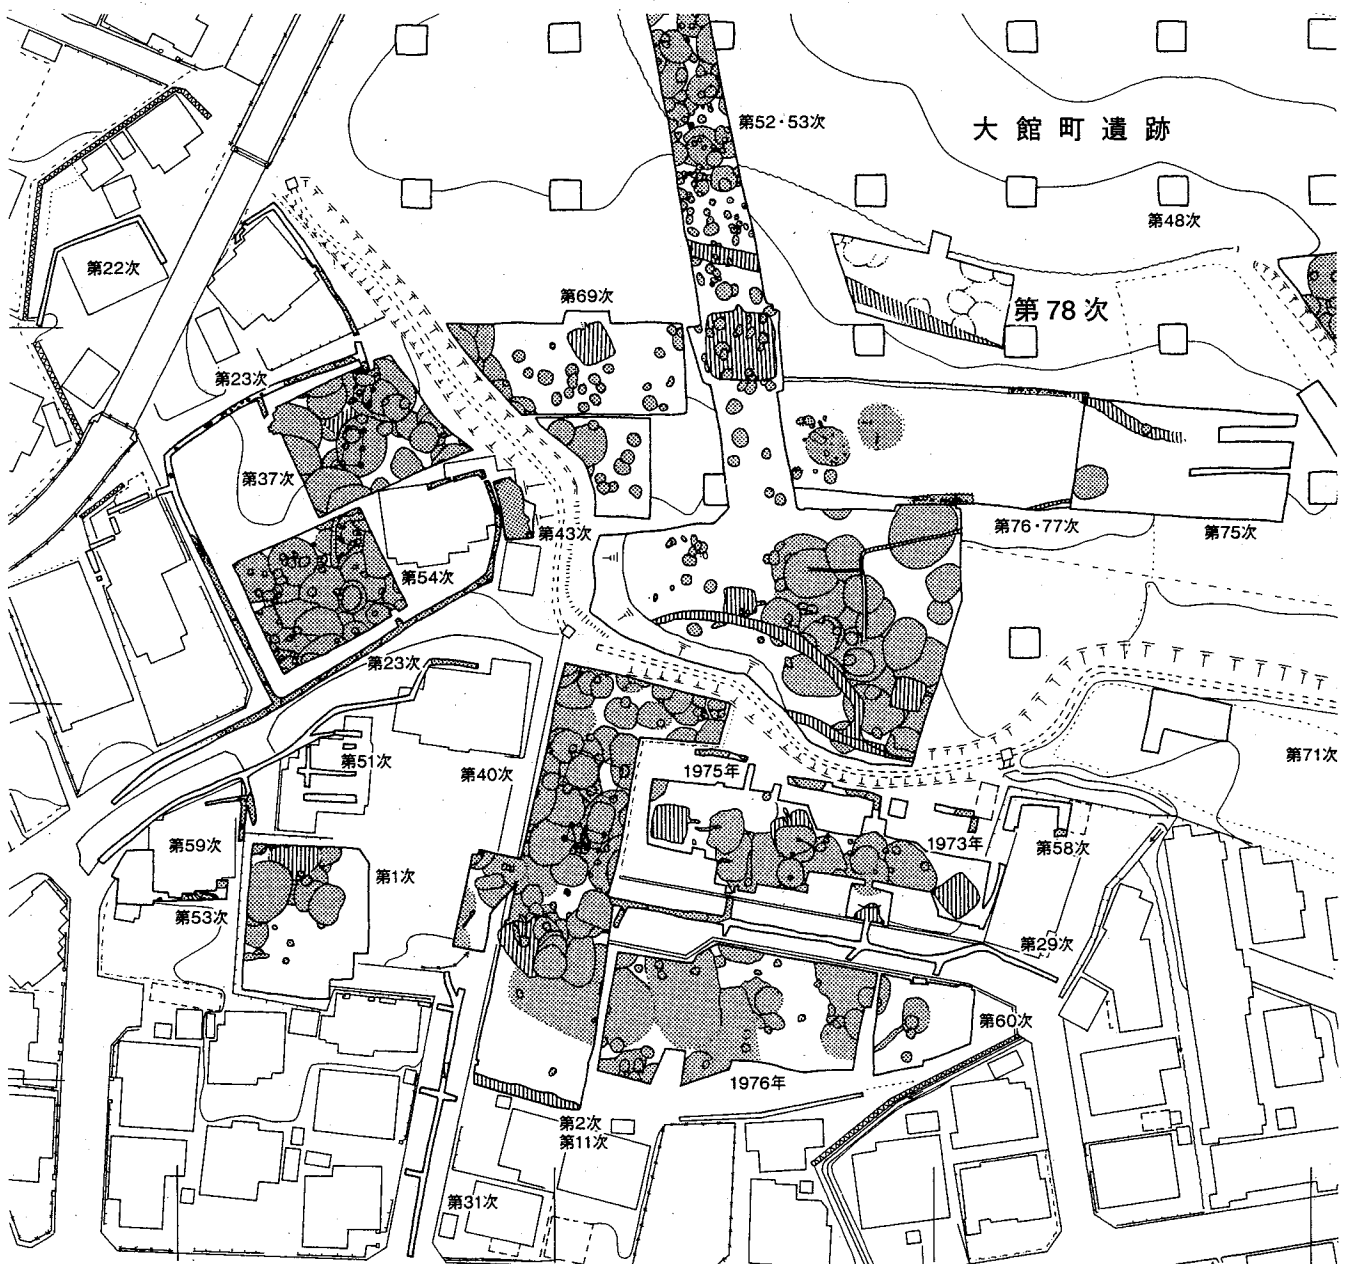 第52・53次
大館町遺跡
第48次
第22次
第69次
第78次
第23次
第37次
第43次
第76・77次
第75次
第54次
第23次
第51次
第40次
1975年
第71次
第59次
1973年
第58次
第1次
第53次
第29次
第60次
1976年
第2次
第11次
第31次